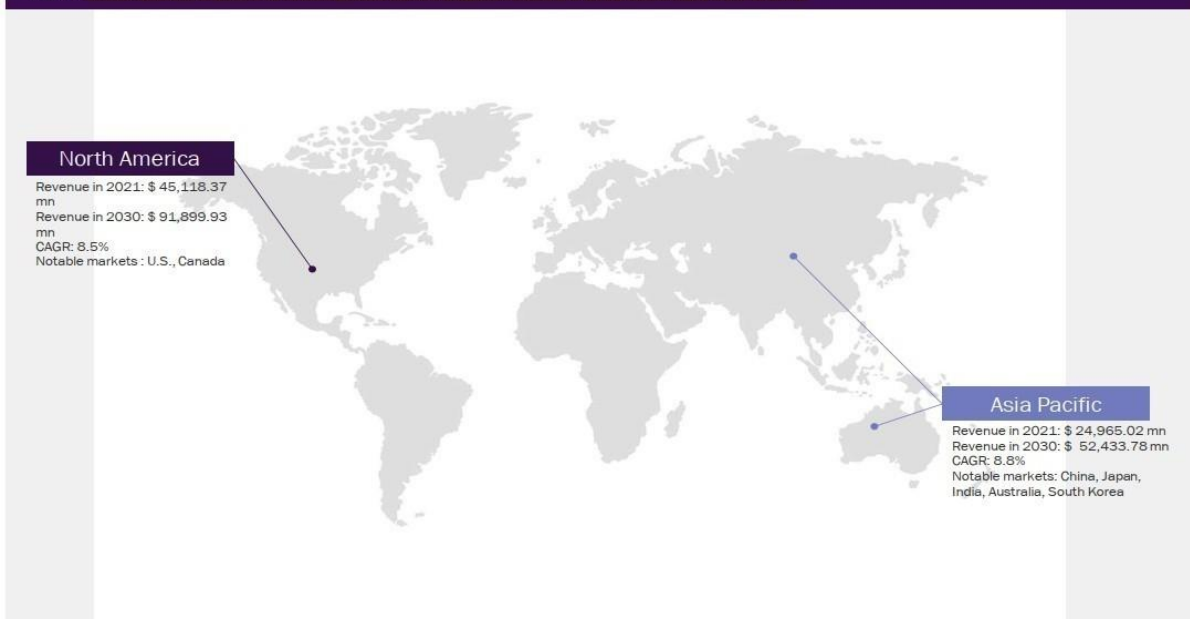 North America
Revenue in 2021: $ 45,118.37
mn
Revenue in 2030: $ 91,899.93
mn
CAGR: 8.5%
Notable markets : U.S., Canada
Asia Pacific
Revenue in 2021: $ 24,965.02 mn
Revenue in 2030: $  52,433.78 mn
CAGR: 8.8%
Notable markets: China, Japan,
India, Australia, South Korea